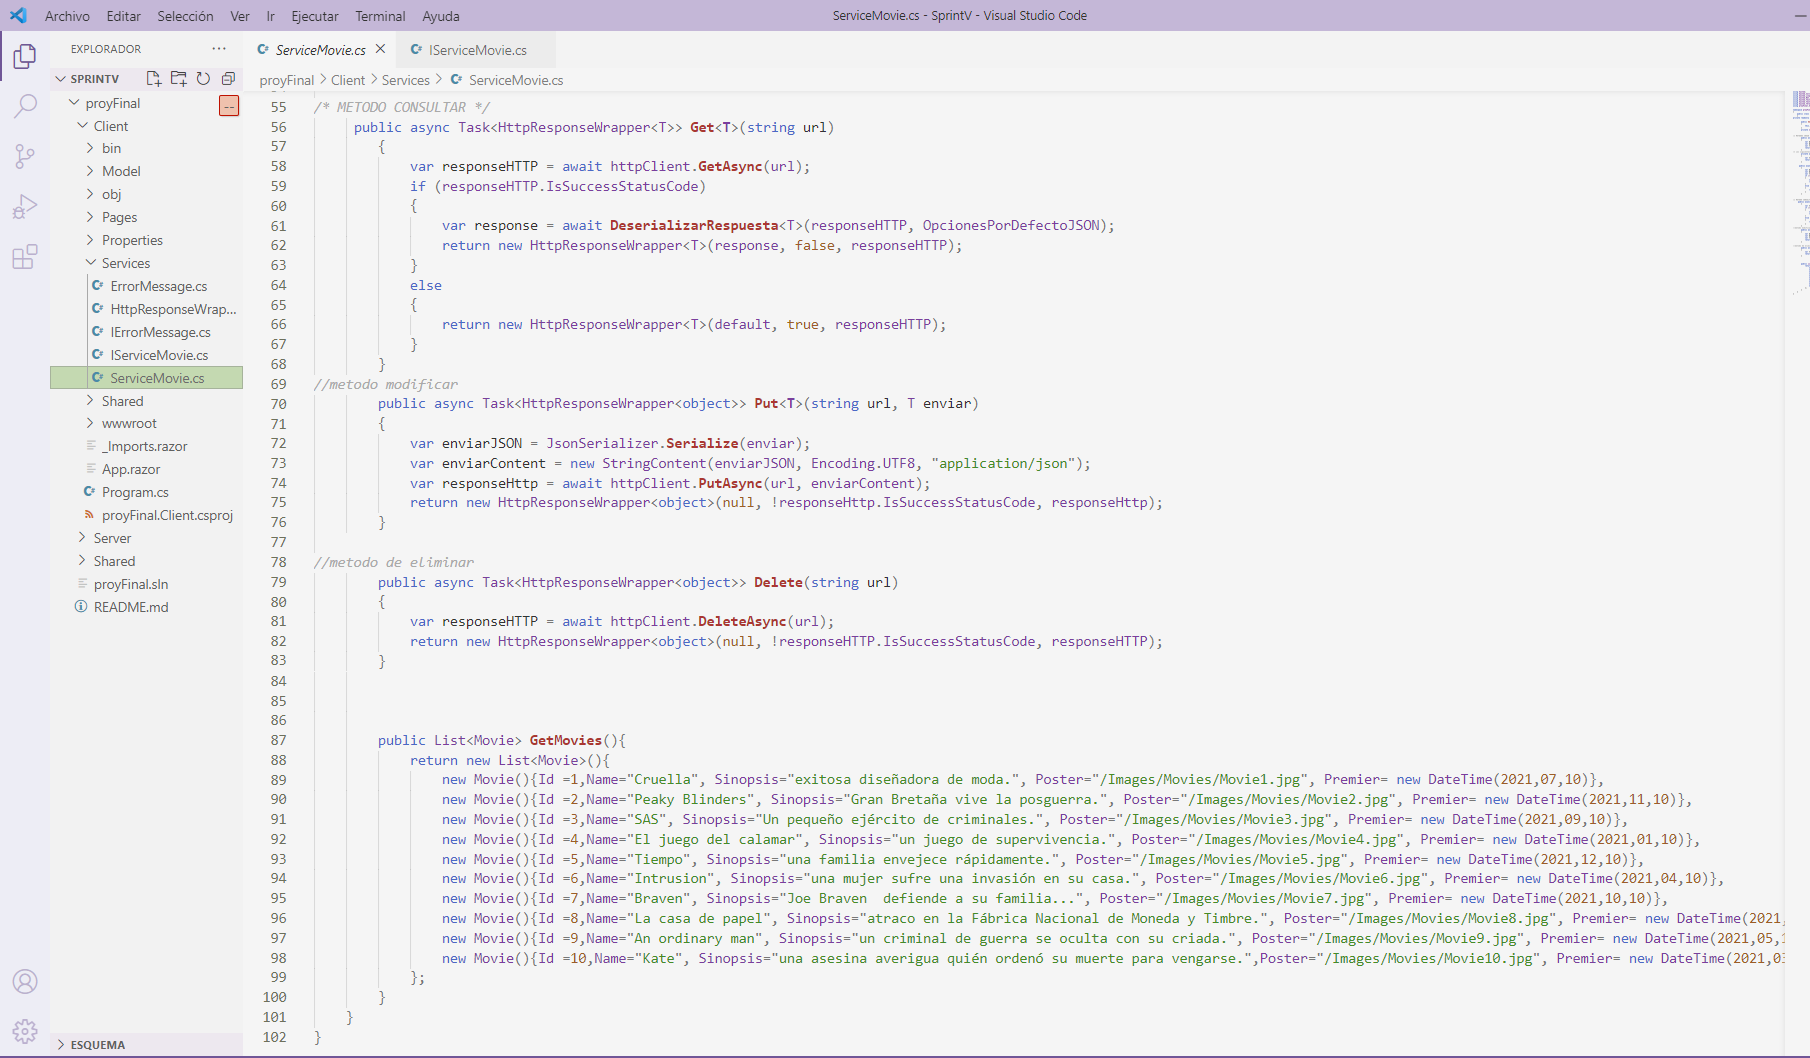 Archivo Editar Selección Ver Ir Ejecutar Terminal Ayuda
ServiceMovie.cs - SprintV - Visual Studio Code
EXPLORADOR
SPRINTV
proyFinal
Client
bin
Model
obj
Pages
Properties
Services
ErrorMessage.cs
HttpResponseWrap...
IErrorMessage.cs
IServiceMovie.cs
ServiceMovie.cs
Shared
wwwroot
_Imports.razor
App.razor
Program.cs
proyFinal.Client.csproj
Server
Shared
proyFinal.sln
README.md
ESQUEMA
ServiceMovie.cs
IServiceMovie.cs
proyFinal > Client > Services > ServiceMovie.cs
55 /* METODO CONSULTAR */
56 public async Task<HttpResponseWrapper<T>> Get<T>(string url)
57 {
58 var responseHTTP = await httpClient.GetAsync(url);
59 if (responseHTTP.IsSuccessStatusCode)
60 {
61 var response = await DeserializarRespuesta<T>(responseHTTP, OpcionesPorDefectoJSON);
62 return new HttpResponseWrapper<T>(response, false, responseHTTP);
63 }
64 else
65 {
66 return new HttpResponseWrapper<T>(default, true, responseHTTP);
67 }
68 }
69 //metodo modificar
70 public async Task<HttpResponseWrapper<object>> Put<T>(string url, T enviar)
71 {
72 var enviarJSON = JsonSerializer.Serialize(enviar);
73 var enviarContent = new StringContent(enviarJSON, Encoding.UTF8, "application/json");
74 var responseHttp = await httpClient.PutAsync(url, enviarContent);
75 return new HttpResponseWrapper<object>(null, !responseHttp.IsSuccessStatusCode, responseHttp);
76 }
77
78 //metodo de eliminar
79 public async Task<HttpResponseWrapper<object>> Delete(string url)
80 {
81 var responseHTTP = await httpClient.DeleteAsync(url);
82 return new HttpResponseWrapper<object>(null, !responseHTTP.IsSuccessStatusCode, responseHTTP);
83 }
84
85
86
87 public List<Movie> GetMovies(){
88 return new List<Movie>(){
89 new Movie(){Id =1,Name="Cruella", Sinopsis="exitosa diseñadora de moda.", Poster="/Images/Movies/Movie1.jpg", Premier= new DateTime(2021,07,10)},
90 new Movie(){Id =2,Name="Peaky Blinders", Sinopsis="Gran Bretaña vive la posguerra.", Poster="/Images/Movies/Movie2.jpg", Premier= new DateTime(2021,11,10)},
91 new Movie(){Id =3,Name="SAS", Sinopsis="Un pequeño ejército de criminales.", Poster="/Images/Movies/Movie3.jpg", Premier= new DateTime(2021,09,10)},
92 new Movie(){Id =4,Name="El juego del calamar", Sinopsis="un juego de supervivencia.", Poster="/Images/Movies/Movie4.jpg", Premier= new DateTime(2021,01,10)},
93 new Movie(){Id =5,Name="Tiempo", Sinopsis="una familia envejece rápidamente.", Poster="/Images/Movies/Movie5.jpg", Premier= new DateTime(2021,12,10)},
94 new Movie(){Id =6,Name="Intrusion", Sinopsis="una mujer sufre una invasión en su casa.", Poster="/Images/Movies/Movie6.jpg", Premier= new DateTime(2021,04,10)},
95 new Movie(){Id =7,Name="Braven", Sinopsis="Joe Braven  defiende a su familia...", Poster="/Images/Movies/Movie7.jpg", Premier= new DateTime(2021,10,10)},
96 new Movie(){Id =8,Name="La casa de papel", Sinopsis="atraco en la Fábrica Nacional de Moneda y Timbre.", Poster="/Images/Movies/Movie8.jpg", Premier= new DateTime(2021,
97 new Movie(){Id =9,Name="An ordinary man", Sinopsis="un criminal de guerra se oculta con su criada.", Poster="/Images/Movies/Movie9.jpg", Premier= new DateTime(2021,05,1
98 new Movie(){Id =10,Name="Kate", Sinopsis="una asesina averigua quién ordenó su muerte para vengarse.",Poster="/Images/Movies/Movie10.jpg", Premier= new DateTime(2021,03
99 };
100 }
101 }
102 }